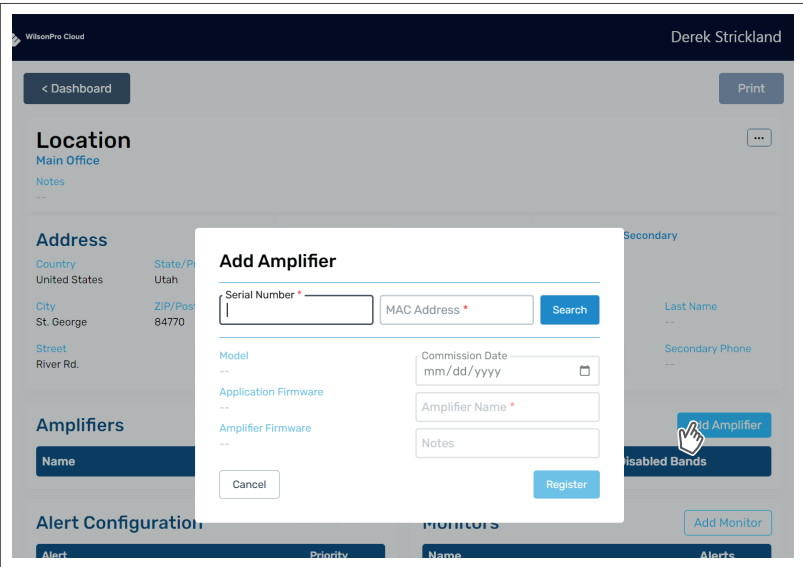 WilsonPro Cloud
Derek Strickland
< Dashboard
Print
Location
Main Office
...
Notes
--
Address
Secondary
Country
United States
Utah
City
St. George
84770
Last Name
--
Street
River Rd.
Secondary Phone
--
Add Amplifier
Serial Number *
MAC Address *
Search
Model
--
Commission Date
mm/dd/yyyy
Application Firmware
--
Amplifier Name *
Amplifier Firmware
--
Notes
Cancel
Register
Amplifiers
Amplifier
Name
Disabled Bands
Alert Configuration
Monitors
Add Monitor
Alert
Priority
Name
Alerts